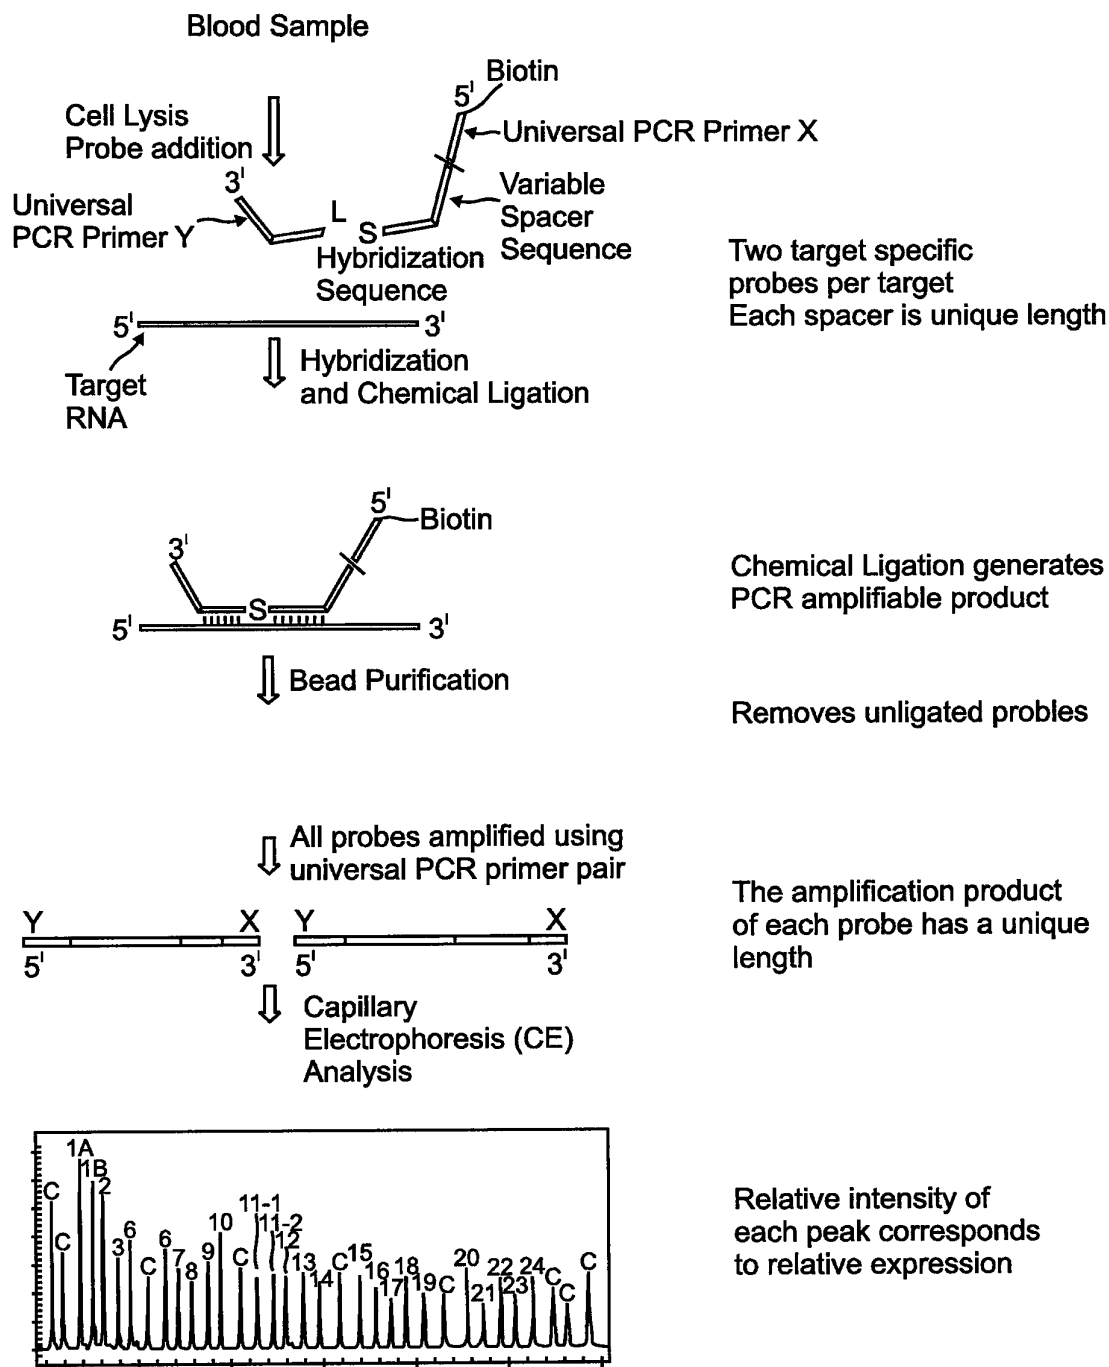 Blood Sample
Cell Lysis
Probe addition
5'
Biotin
Universal PCR Primer X
3'
Universal
PCR Primer Y
L
S
Variable
Spacer
Sequence
Hybridization
Sequence
Two target specific
probes per target
Each spacer is unique length
5'
3'
Target
RNA
Hybridization
and Chemical Ligation
5'
Biotin
3'
S
5'
3'
Chemical Ligation generates
PCR amplifiable product
Bead Purification
Removes unligated probles
All probes amplified using
universal PCR primer pair
Y X Y X
5' 3' 5' 3'
The amplification product
of each probe has a unique
length
Capillary
Electrophoresis (CE)
Analysis
C C 1A 1B 2 3 6 C 6 7 8 9 10 C 11-1 11-2 12 13 14 C 15 16 17 18 19 C 20 21 22 23 24 C C C
Relative intensity of
each peak corresponds
to relative expression